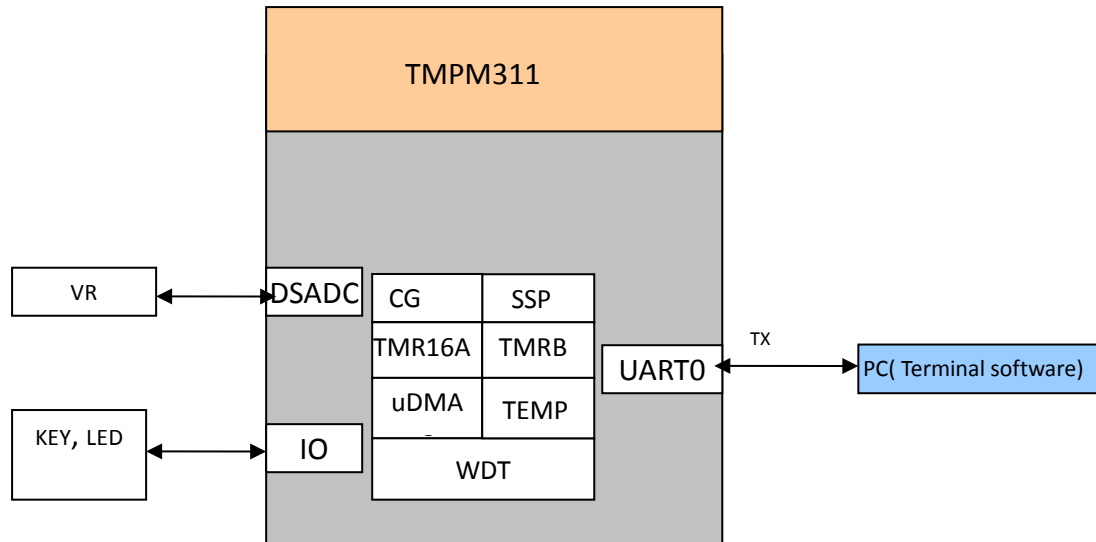 TMPM311
VR
DSADC
CG
SSP
TMR16A
TMRB
TX
UART0
PC( Terminal software)
uDMA
TEMP
KEY, LED
IO
WDT